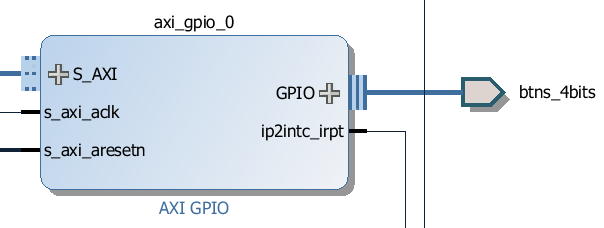 axi_gpio_0
S_AXI
s_axi_aclk
s_axi_aresetn
GPIO
ip2intc_irpt
btns_4bits
AXI GPIO